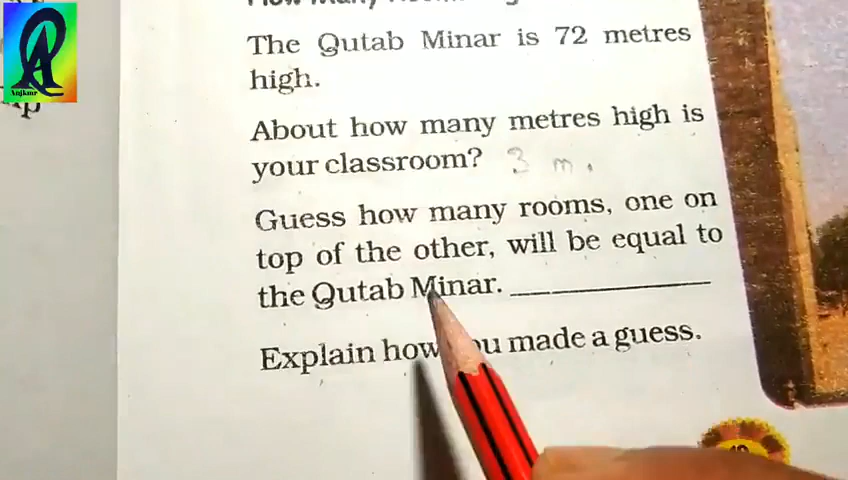 The Qutab Minar is 72 metres
high.
About how many metres high is
your classroom? 3 m.
Guess how many rooms, one on
top of the other, will be equal to
the Qutab Minar.
Explain how you made a guess.
Anjkmr